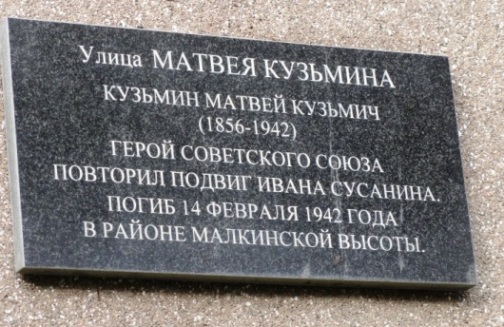 Улица МАТВЕЯ КУЗЬМИНА
КУЗЬМИН МАТВЕЙ КУЗЬМИЧ
(1856-1942)
ГЕРОЙ СОВЕТСКОГО СОЮЗА
ПОВТОРИЛ ПОДВИГ ИВАНА СУСАНИНА.
ПОГИБ 14 ФЕВРАЛЯ 1942 ГОДА
В РАЙОНЕ МАЛКИНСКОЙ ВЫСОТЫ.